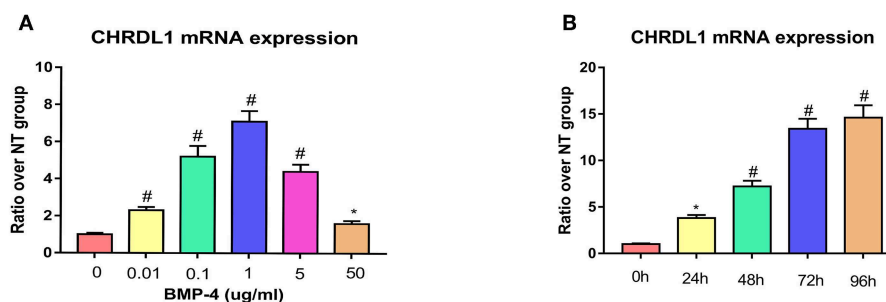 A
CHRDL1 mRNA expression
Ratio over NT group
10
8
6
4
2
0
#
#
#
#
*
0 0.01 0.1 1 5 50
BMP-4 (ug/ml)
B
CHRDL1 mRNA expression
Ratio over NT group
20
15
10
5
0
*
#
#
#
0h 24h 48h 72h 96h